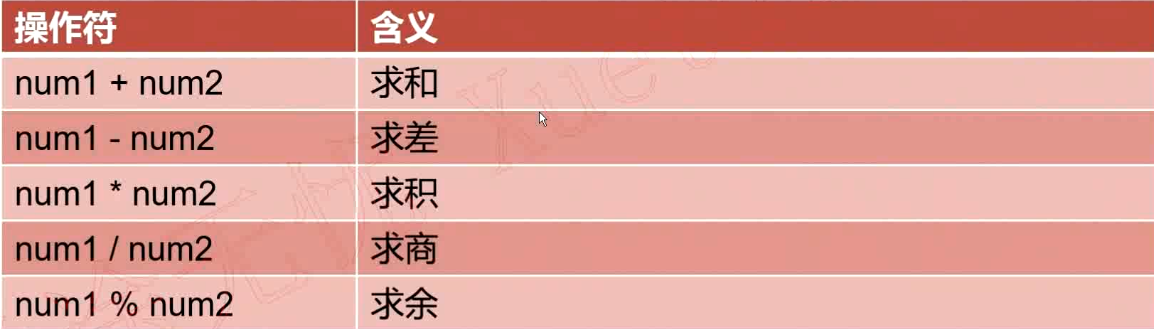 操作符 含义
num1 + num2 求和
num1 - num2 求差
num1 * num2 求积
num1 / num2 求商
num1 % num2 求余